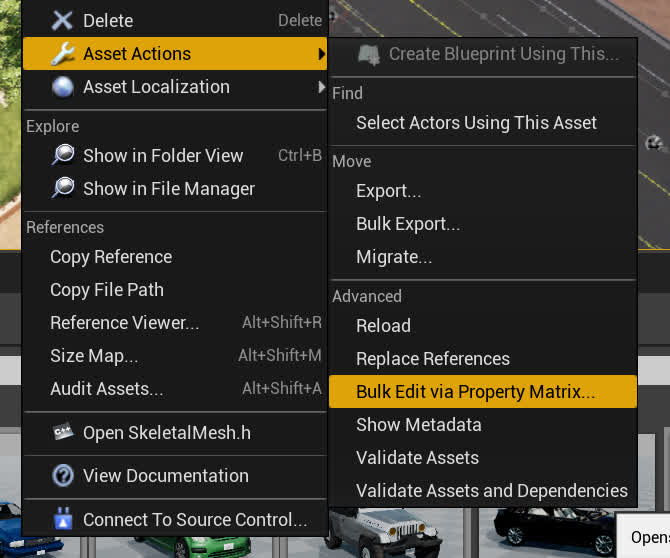 Delete Delete
Asset Actions
Asset Localization
Explore
Show in Folder View Ctrl+B
Show in File Manager
References
Copy Reference
Copy File Path
Reference Viewer... Alt+Shift+R
Size Map... Alt+Shift+M
Audit Assets... Alt+Shift+A
C++
Open SkeletalMesh.h
View Documentation
Connect To Source Control...
Create Blueprint Using This...
Find
Select Actors Using This Asset
Move
Export...
Bulk Export...
Migrate...
Advanced
Reload
Replace References
Bulk Edit via Property Matrix...
Show Metadata
Validate Assets
Validate Assets and Dependencies